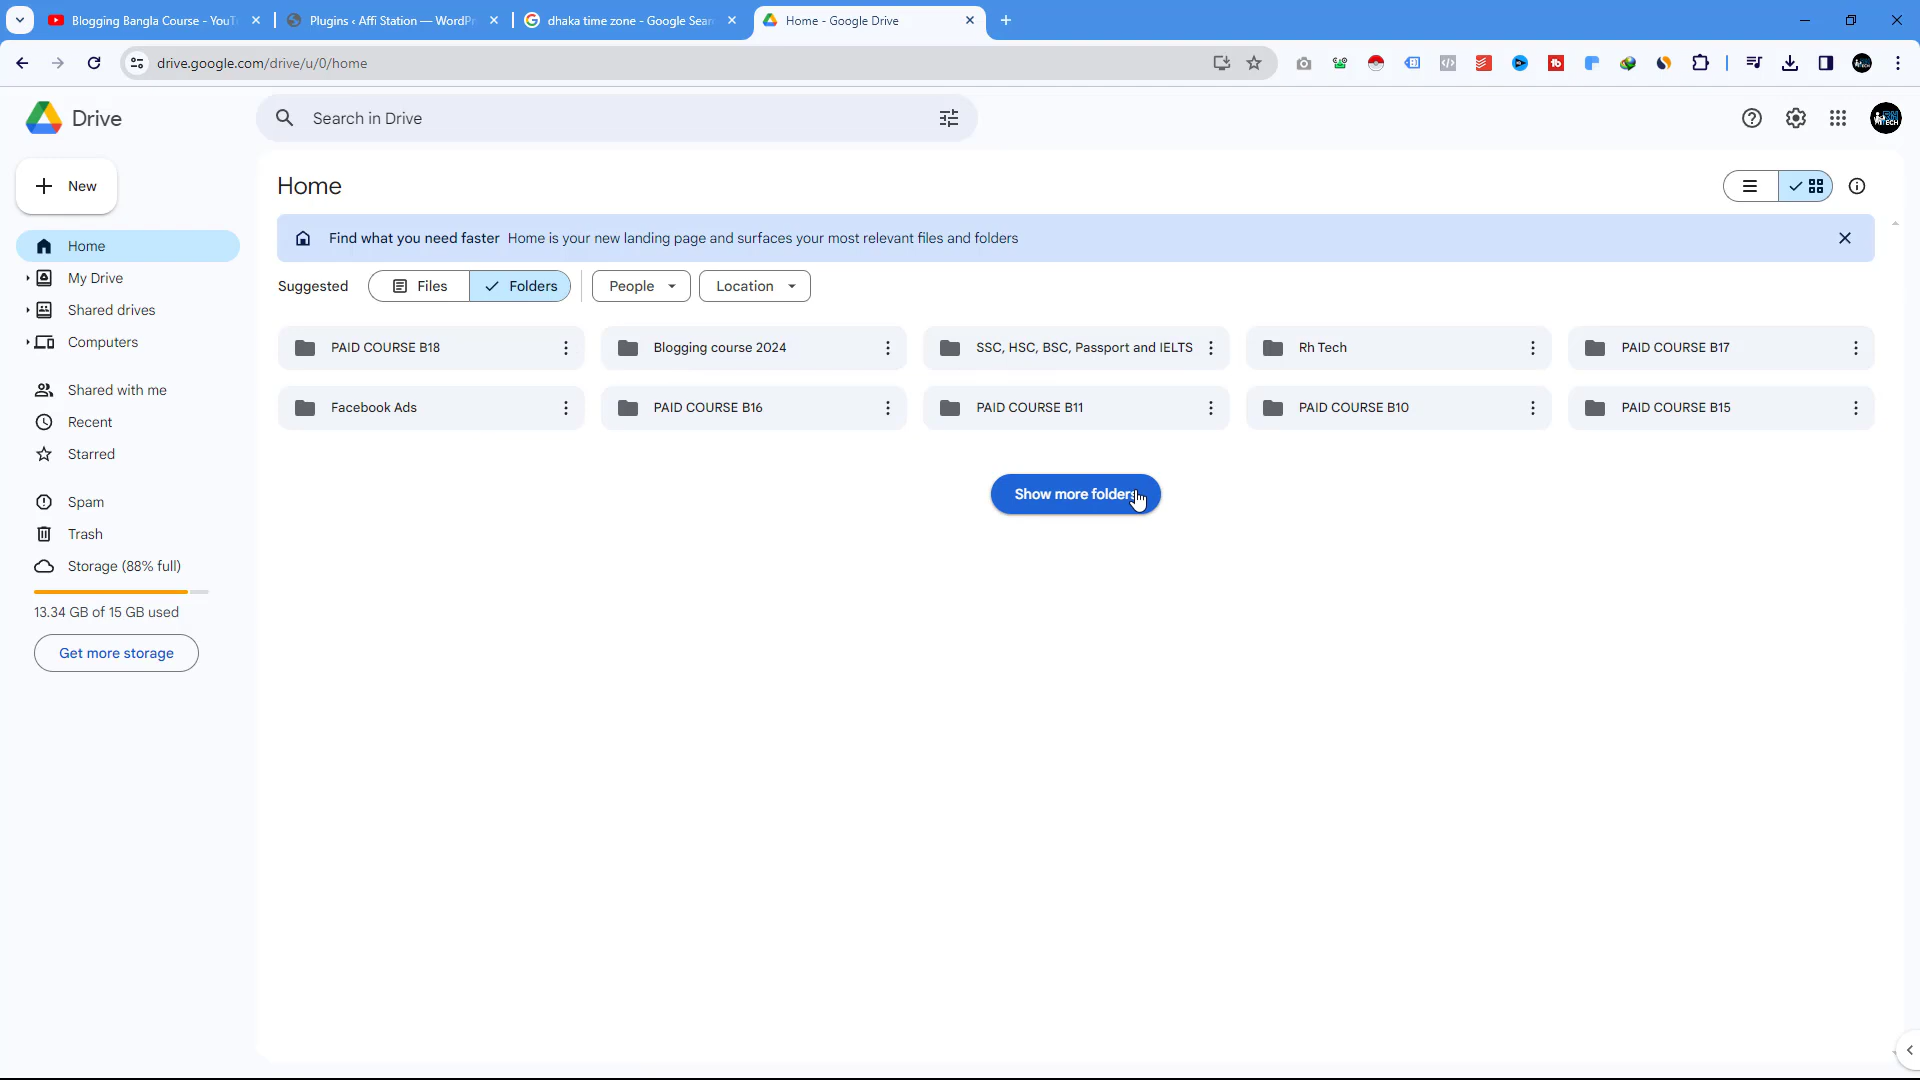 Blogging Bangla Course - YouT
Plugins ‹ Affi Station — WordPr
dhaka time zone - Google Sear
Home - Google Drive
drive.google.com/drive/u/0/home
Drive
Search in Drive
New
Home
My Drive
Shared drives
Computers
Shared with me
Recent
Starred
Spam
Trash
Storage (88% full)
13.34 GB of 15 GB used
Get more storage
Home
Find what you need faster Home is your new landing page and surfaces your most relevant files and folders
Suggested Files Folders People Location
PAID COURSE B18 Blogging course 2024 SSC, HSC, BSC, Passport and IELTS Rh Tech PAID COURSE B17
Facebook Ads PAID COURSE B16 PAID COURSE B11 PAID COURSE B10 PAID COURSE B15
Show more folders